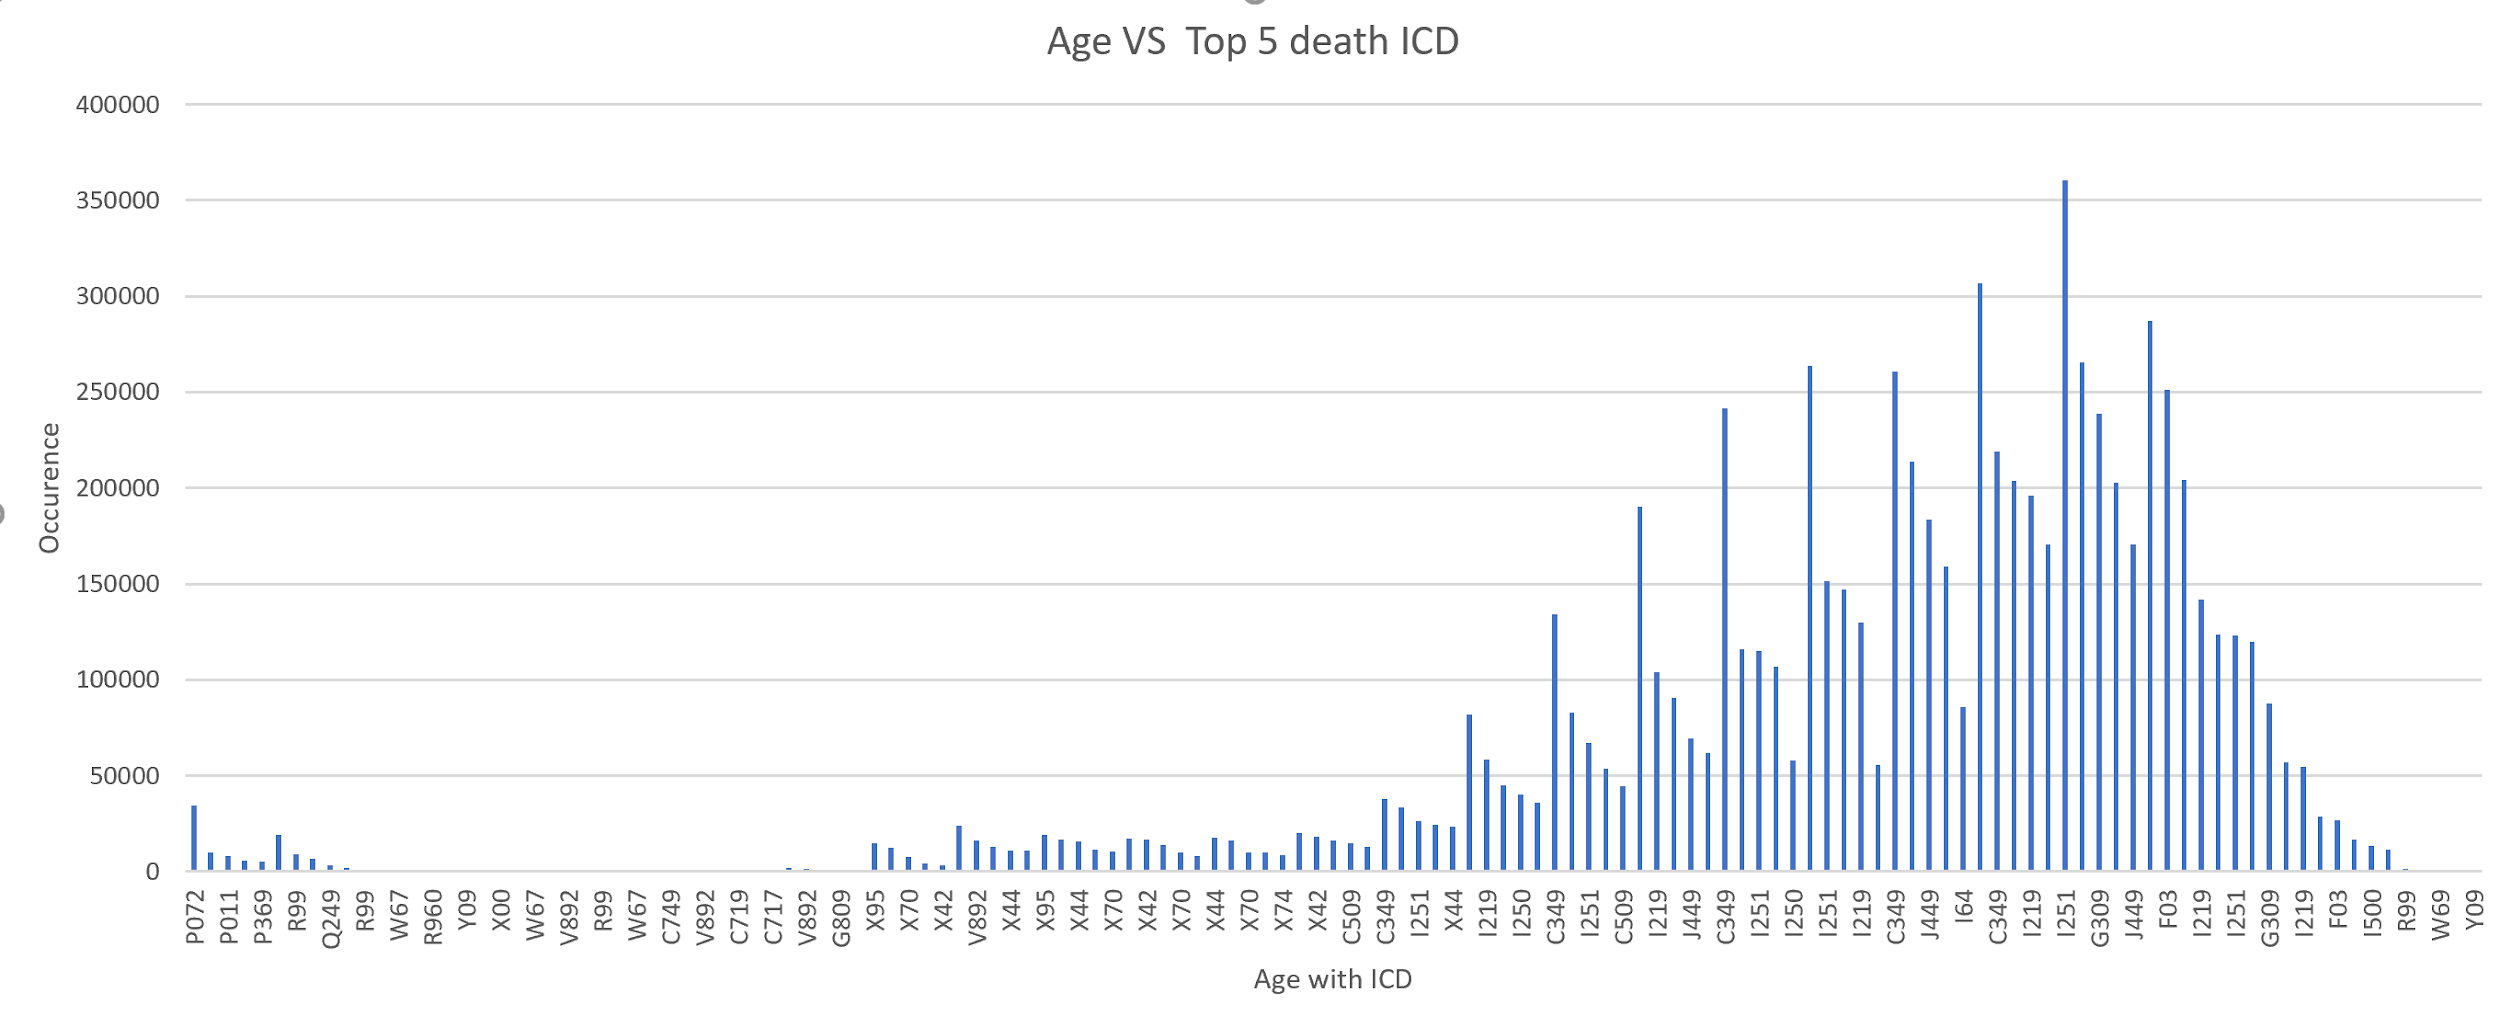 Age VS Top 5 death ICD
400000
350000
300000
250000
200000
150000
100000
50000
0
Occurence
P072
P011
P369
R99
Q249
R99
W67
R960
Y09
X00
W67
V892
R99
W67
C749
V892
C719
C717
V892
G809
X95
X70
X42
V892
X44
X95
X44
X70
X42
X70
X44
X70
X74
X42
C509
C349
I251
X44
I219
I250
C349
I251
C509
I219
J449
C349
I251
I250
I251
I219
C349
J449
I64
C349
I219
I251
G309
J449
F03
I219
I251
G309
I219
F03
I500
R99
W69
Y09
Age with ICD